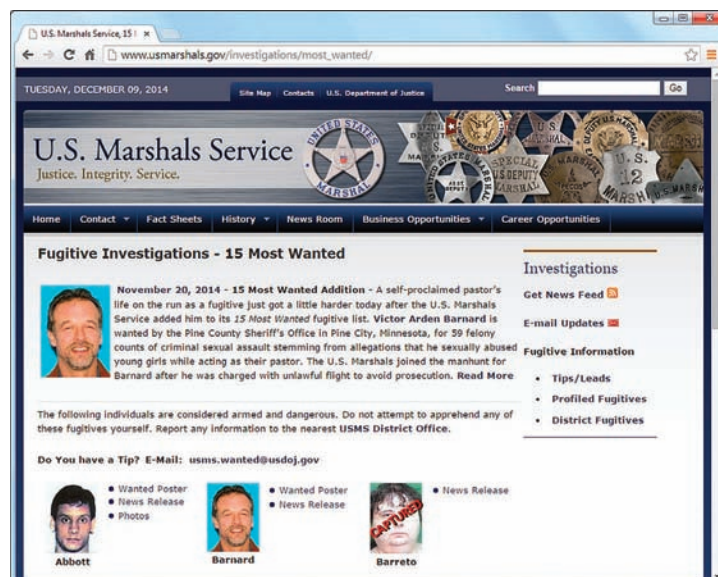 U.S. Marshals Service, 15
www.usmarshals.gov/investigations/most_wanted/
TUESDAY, DECEMBER 09, 2014
Site Map Contacts U.S. Department of Justice
Search Go
U.S. Marshals Service
Justice. Integrity. Service.
UNITED STATES MARSHAL
UNITED STATES MARSHAL
SPECIAL U.S DEPUTY MARSHAL
U.S. 12
Home Contact Fact Sheets History News Room Business Opportunities Career Opportunities
Fugitive Investigations - 15 Most Wanted
November 20, 2014 - 15 Most Wanted Addition - A self-proclaimed pastor's
life on the run as a fugitive just got a little harder today after the U.S. Marshals
Service added him to its 15 Most Wanted fugitive list. Victor Arden Barnard is
wanted by the Pine County Sheriff's Office in Pine City, Minnesota, for 59 felony
counts of criminal sexual assault stemming from allegations that he sexually abused
young girls while acting as their pastor. The U.S. Marshals joined the manhunt for
Barnard after he was charged with unlawful flight to avoid prosecution. Read More
The following individuals are considered armed and dangerous. Do not attempt to apprehend any of
these fugitives yourself. Report any information to the nearest USMS District Office.
Do You have a Tip? E-Mail: usms.wanted@usdoj.gov
Wanted Poster
News Release
Photos
Abbott
Wanted Poster
News Release
Barnard
CAPTURED
News Release
Barreto
Investigations
Get News Feed
E-mail Updates
Fugitive Information
Tips/Leads
Profiled Fugitives
District Fugitives